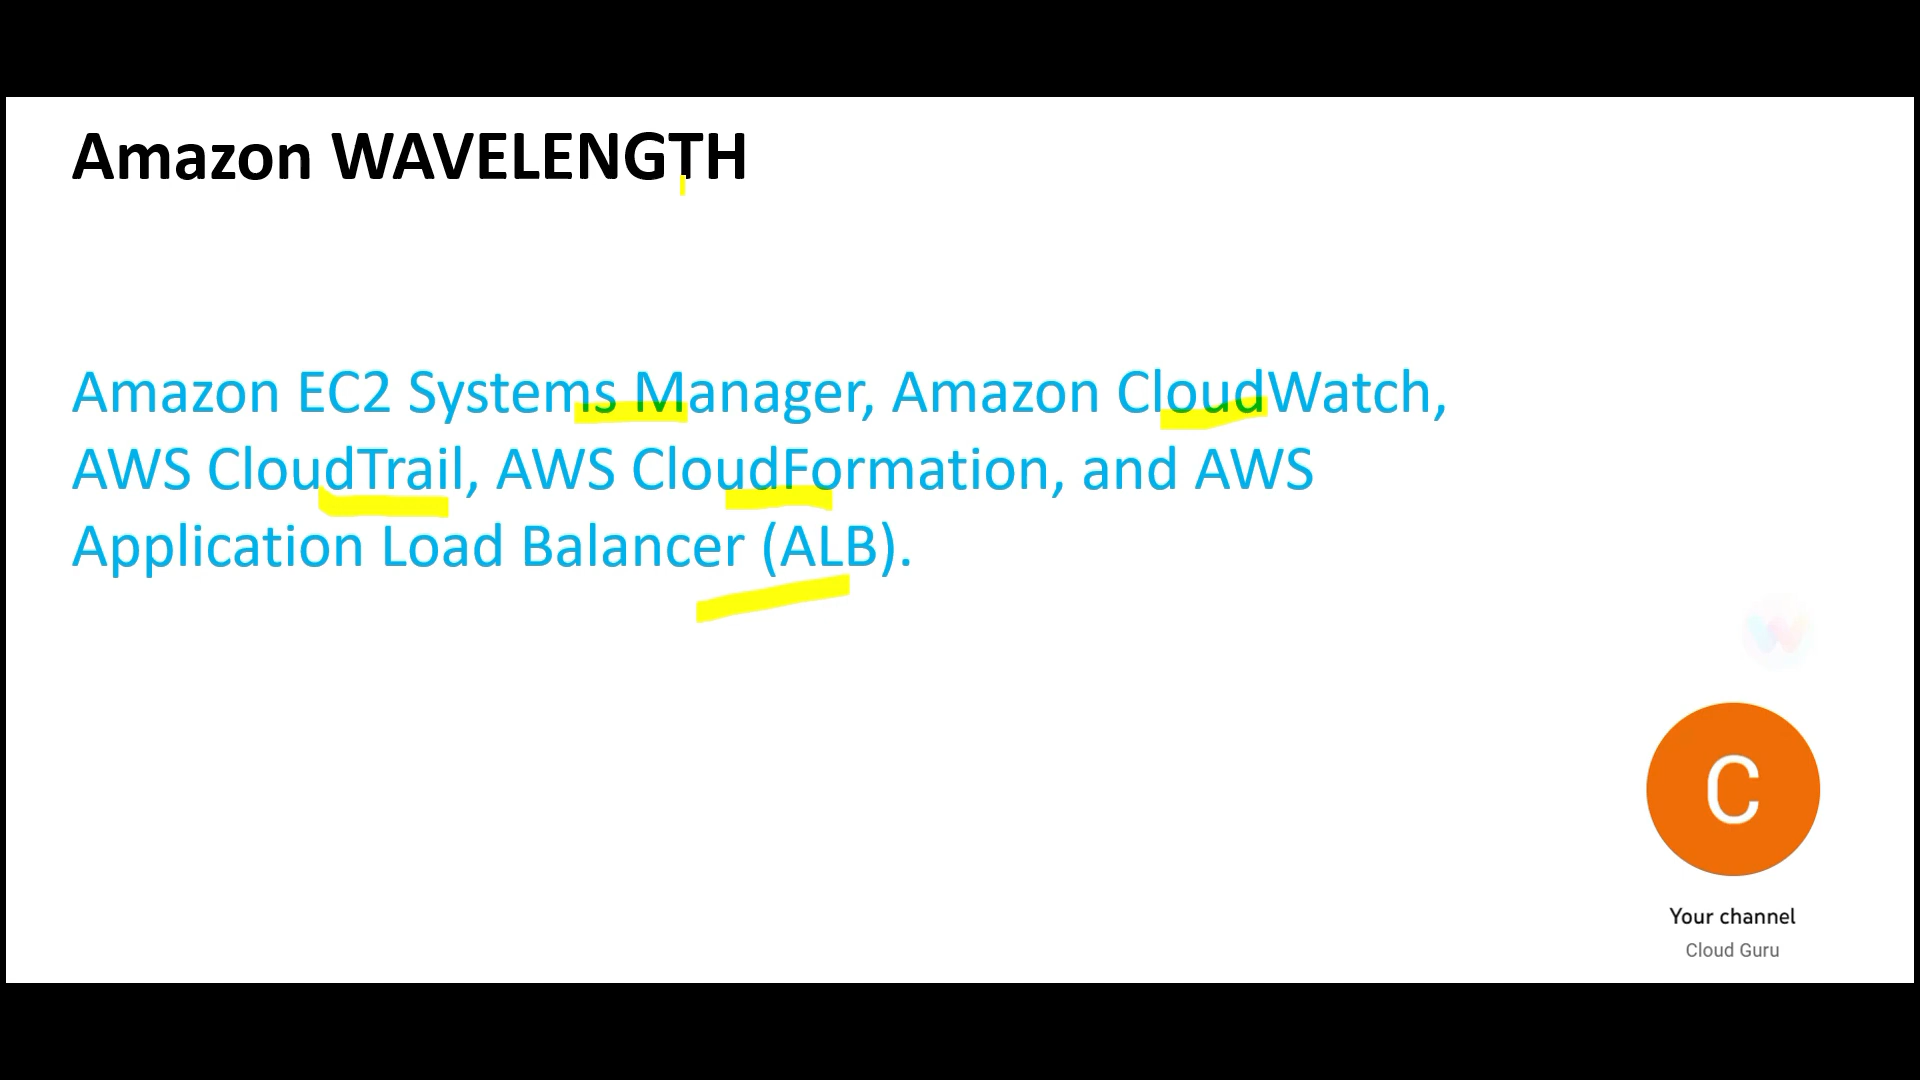 Amazon WAVELENGTH
Amazon EC2 Systems Manager, Amazon CloudWatch,
AWS CloudTrail, AWS CloudFormation, and AWS
Application Load Balancer (ALB).
W
C
Your channel
Cloud Guru